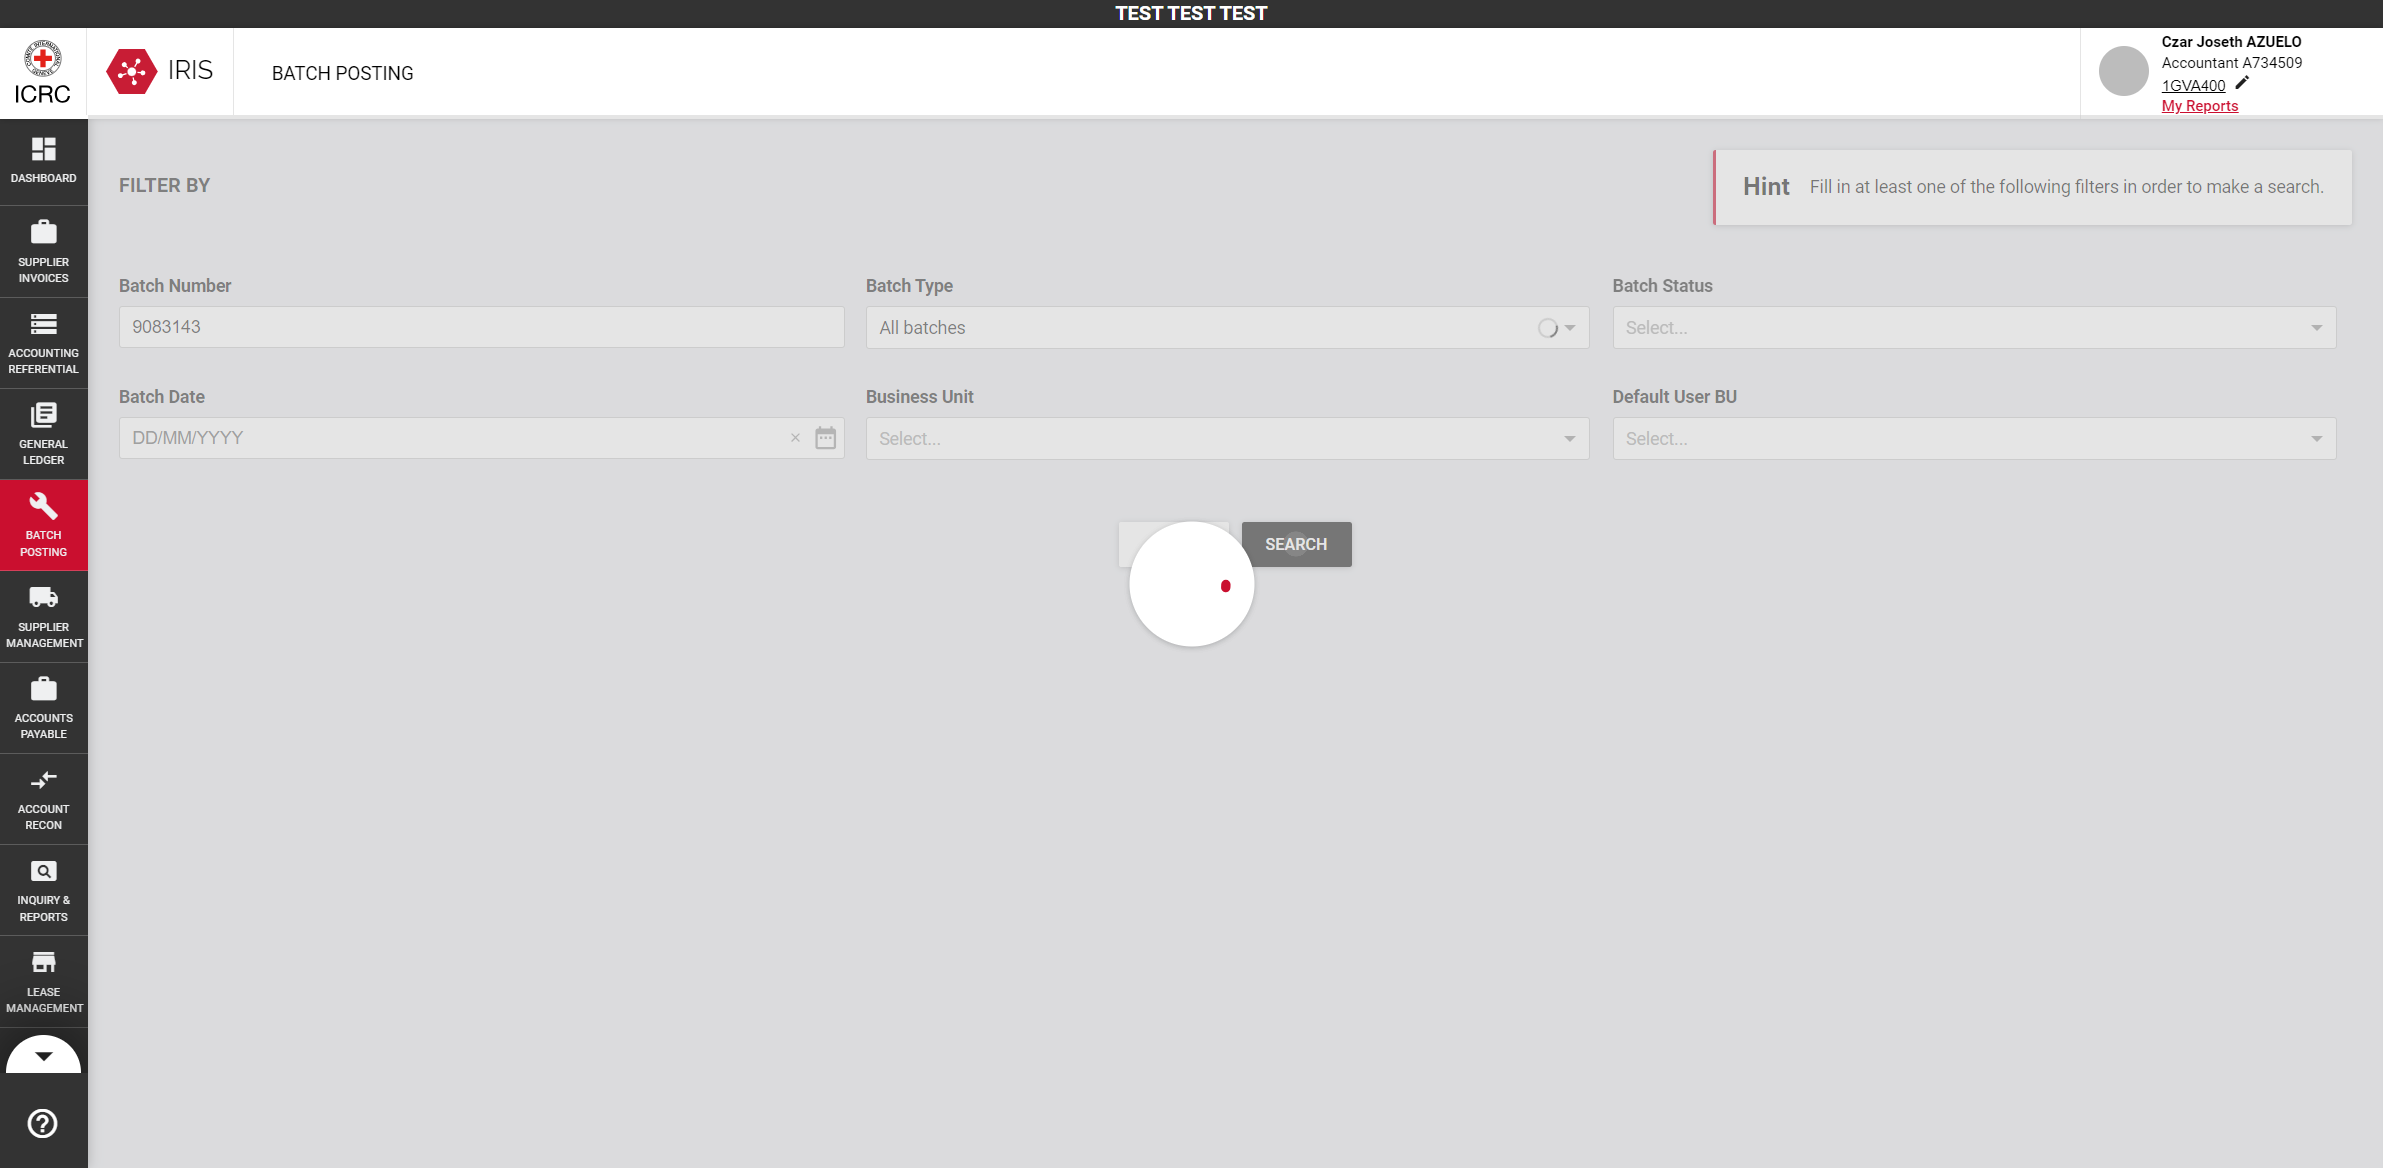 TEST TEST TEST
ICRC
IRIS
BATCH POSTING
Czar Joseth AZUELO
Accountant A734509
1GVA400
My Reports
DASHBOARD
SUPPLIER
INVOICES
ACCOUNTING
REFERENTIAL
GENERAL
LEDGER
BATCH
POSTING
SUPPLIER
MANAGEMENT
ACCOUNTS
PAYABLE
ACCOUNT
RECON
INQUIRY &
REPORTS
LEASE
MANAGEMENT
FILTER BY
Hint Fill in at least one of the following filters in order to make a search.
Batch Number
9083143
Batch Type
All batches
Batch Status
Select...
Batch Date
DD/MM/YYYY
Business Unit
Select...
Default User BU
Select...
SEARCH